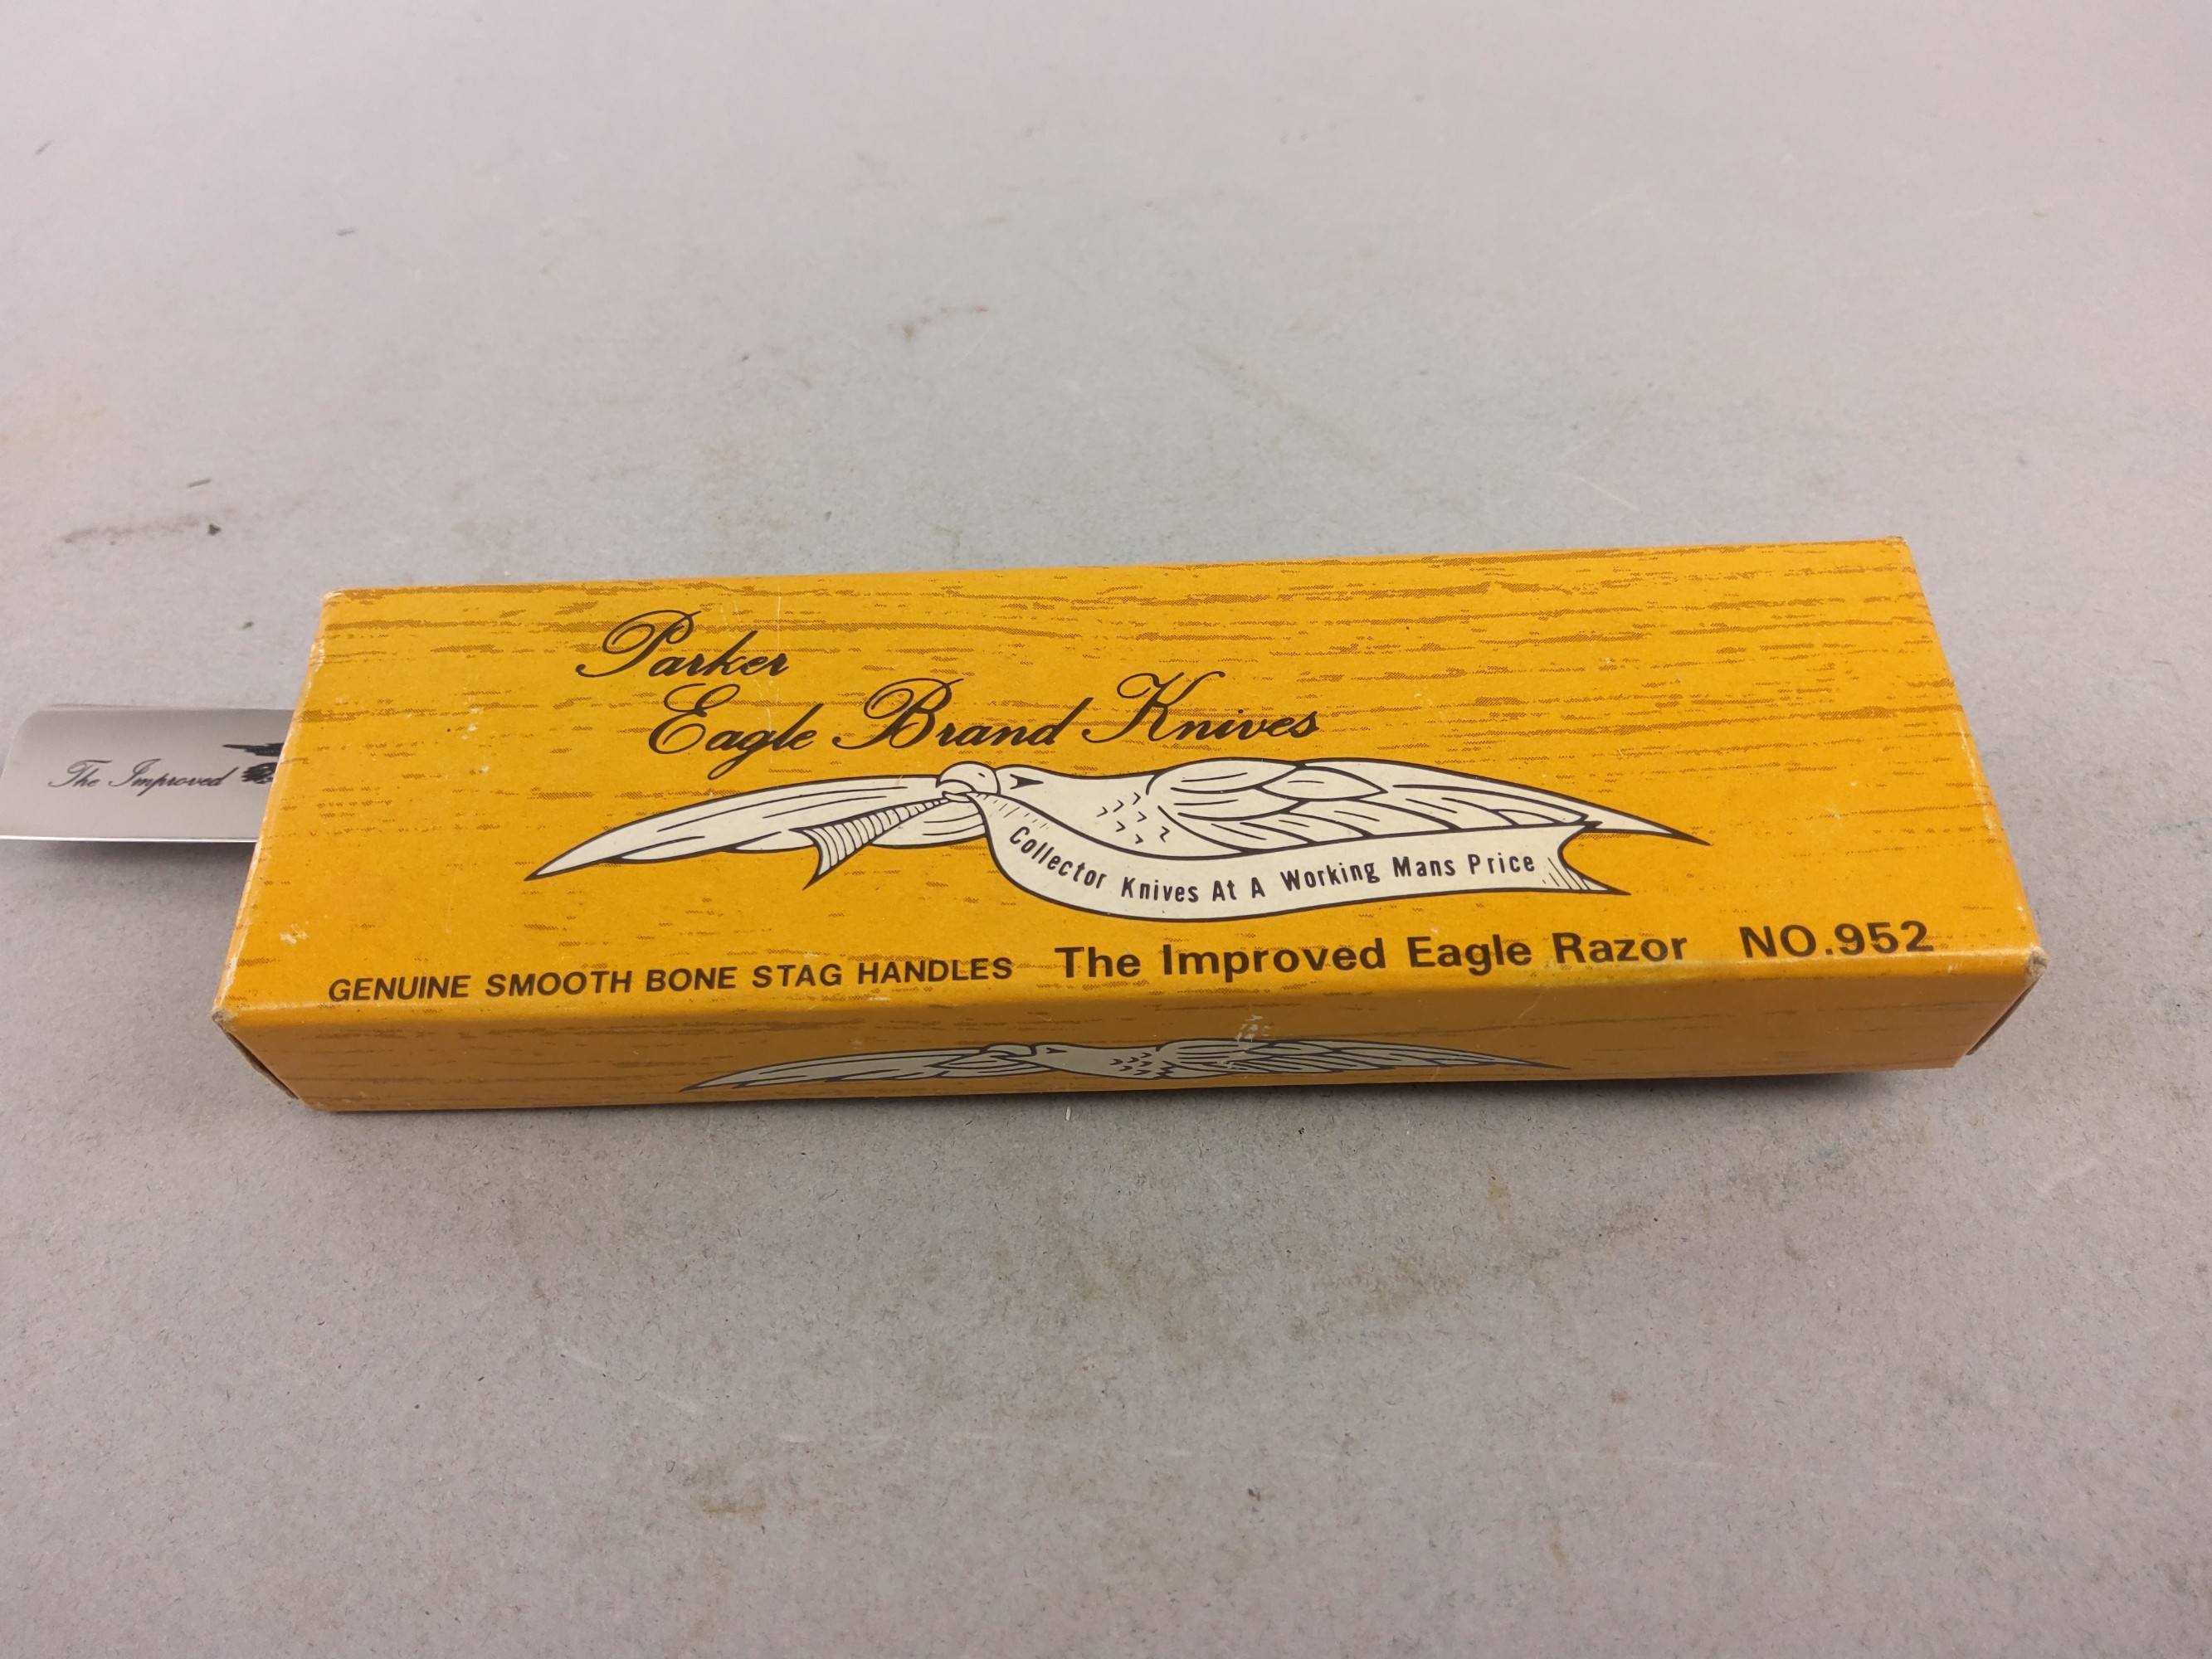 Parker
Eagle Brand Knives
The Improved
Collector Knives At A Working Mans Price
GENUINE SMOOTH BONE STAG HANDLES The Improved Eagle Razor NO.952